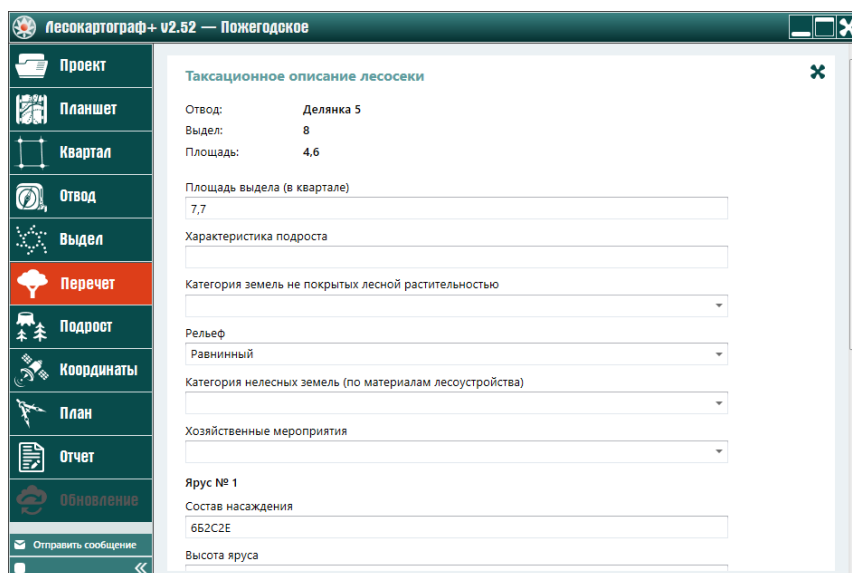 Лесокартограф+ v2.52 — Пожегодское
Проект
Планшет
Квартал
Отвод
Выдел
Перечет
Подрост
Координаты
План
Отчет
Обновление
Отправить сообщение
Таксационное описание лесосеки
Отвод: Делянка 5
Выдел: 8
Площадь: 4,6
Площадь выдела (в квартале)
7,7
Характеристика подроста
Категория земель не покрытых лесной растительностью
Рельеф
Равнинный
Категория нелесных земель (по материалам лесоустройства)
Хозяйственные мероприятия
Ярус № 1
Состав насаждения
6Б2С2Е
Высота яруса